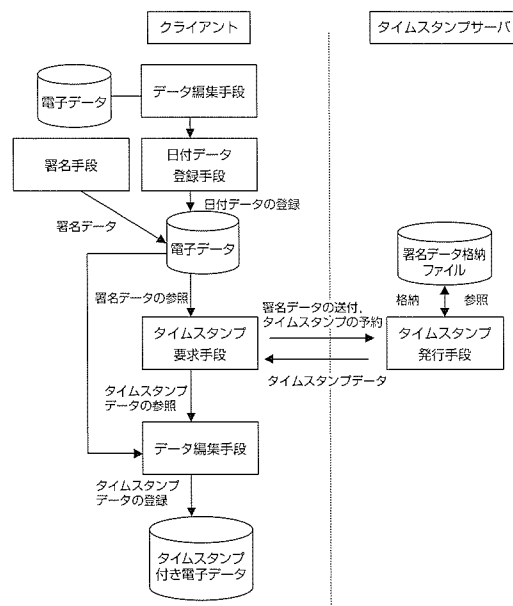 クライアント
タイムスタンプサーバ
電子データ
データ編集手段
署名手段
日付データ
登録手段
日付データの登録
署名データ
電子データ
署名データ格納
ファイル
署名データの参照
格納
参照
署名データの送付,
タイムスタンプの予約
タイムスタンプ
要求手段
タイムスタンプ
発行手段
タイムスタンプデータ
タイムスタンプ
データの参照
データ編集手段
タイムスタンプ
データの登録
タイムスタンプ
付き電子データ